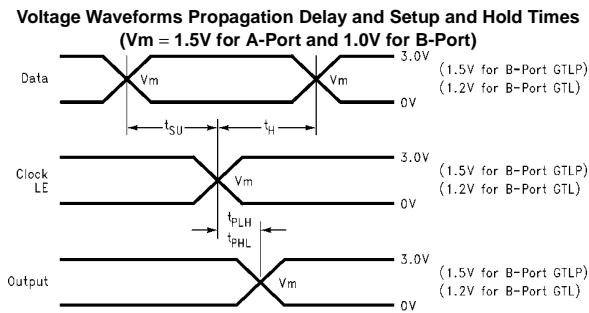 Voltage Waveforms Propagation Delay and Setup and Hold Times
(Vm = 1.5V for A-Port and 1.0V for B-Port)
3.0V
Data
Vm
Vm
(1.5V for B-Port GTLP)
(1.2V for B-Port GTL)
0V
tSU
tH
3.0V
Clock
LE
Vm
(1.5V for B-Port GTLP)
(1.2V for B-Port GTL)
0V
tPLH
tPHL
3.0V
Output
Vm
(1.5V for B-Port GTLP)
(1.2V for B-Port GTL)
0V